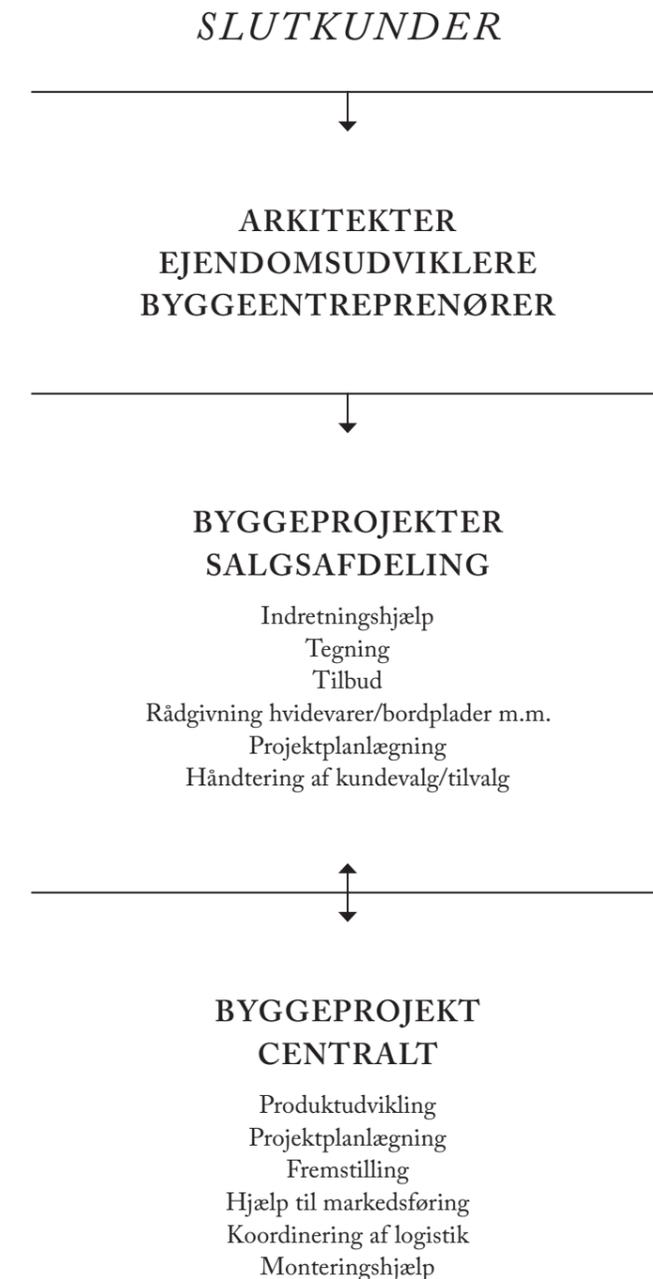 SLUTKUNDER
ARKITEKTER
EJENDOMSUDVIKLERE
BYGGEENTREPRENØRER
BYGGEPROJEKTER
SALGSAFDELING
Indretningshjælp
Tegning
Tilbud
Rådgivning hvidevarer/bordplader m.m.
Projektplanlægning
Håndtering af kundevalg/tilvalg
BYGGEPROJEKT
CENTRALT
Produktudvikling
Projektplanlægning
Fremstilling
Hjælp til markedsføring
Koordinering af logistik
Monteringshjælp